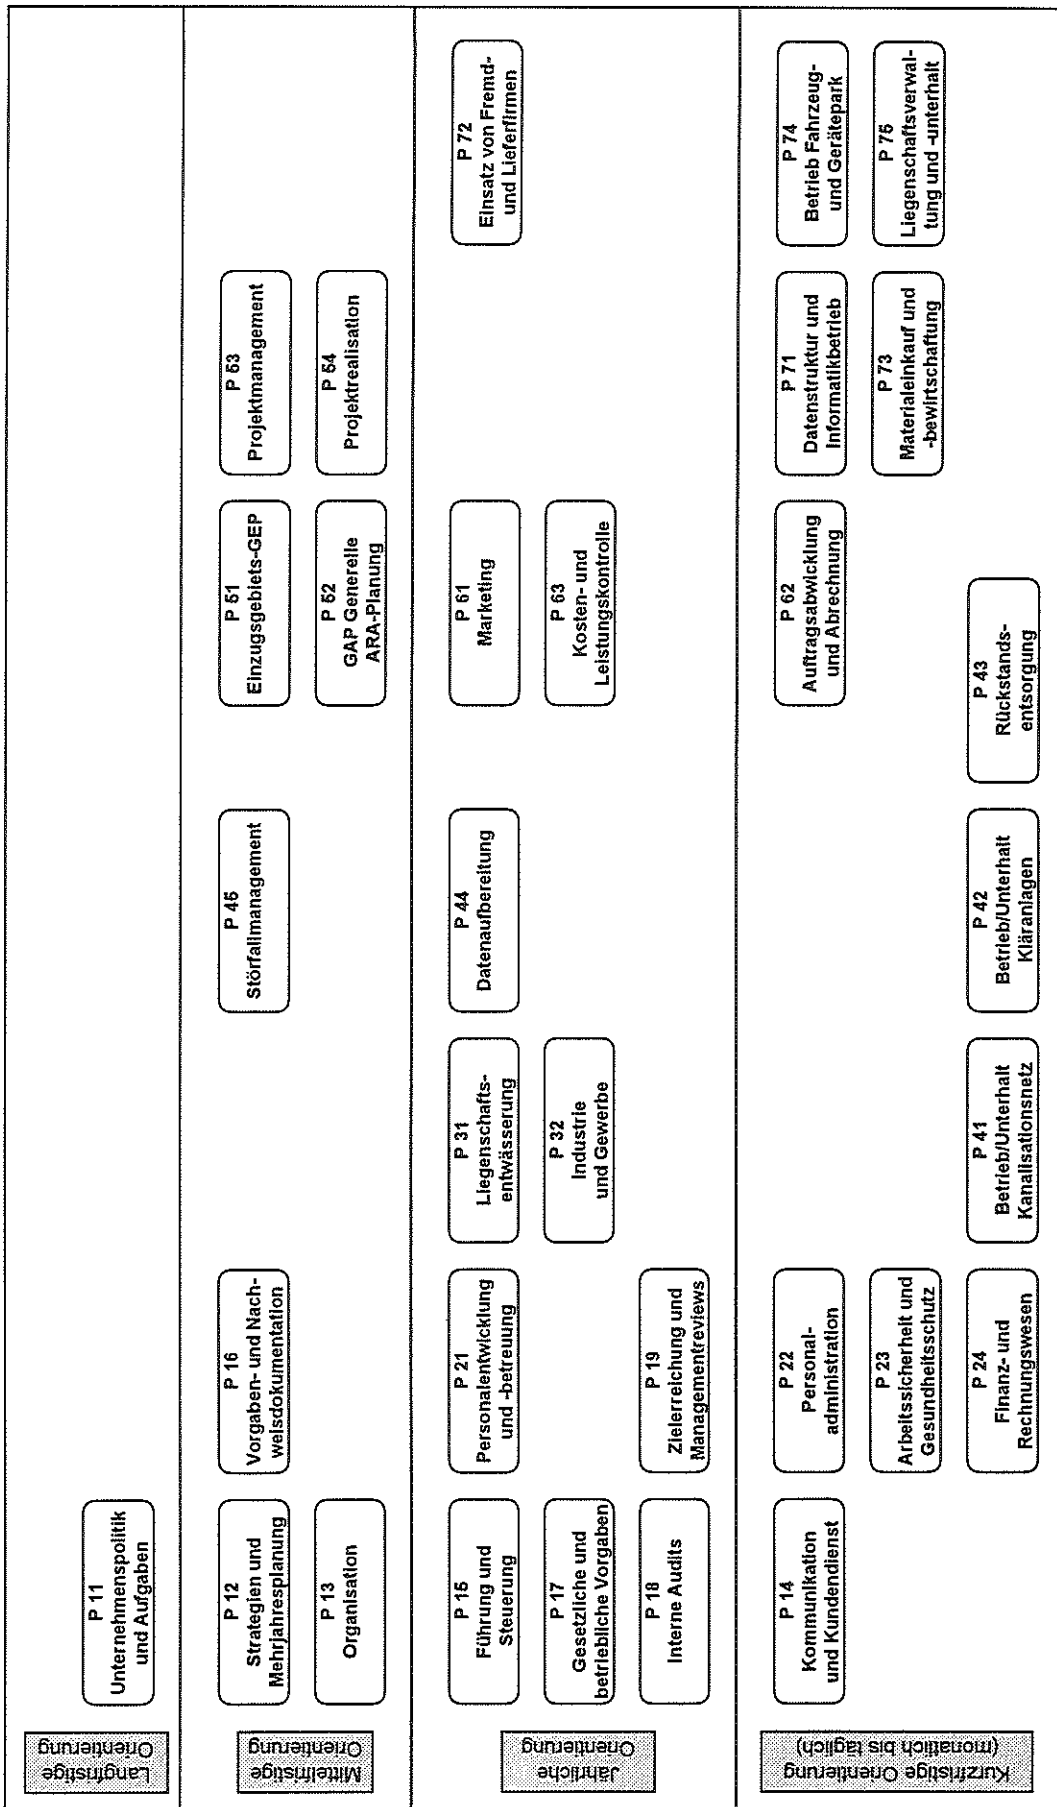 Langfristige
Orientierung
P 11
Unternehmenspolitik
und Aufgaben
Mittelfristige
Orientierung
P 12
Strategien und
Mehrjahresplanung
P 13
Organisation
P 16
Vorgaben- und Nach-
weisdokumentation
P 45
Störfallmanagement
P 51
Einzugsgebiets-GEP
P 52
GAP Generelle
ARA-Planung
P 53
Projektmanagement
P 54
Projektrealisation
Jährliche
Orientierung
P 15
Führung und
Steuerung
P 17
Gesetzliche und
betriebliche Vorgaben
P 18
Interne Audits
P 21
Personalentwicklung
und -betreuung
P 19
Zielerreichung und
Managementreviews
P 31
Liegenschafts-
entwässerung
P 32
Industrie
und Gewerbe
P 44
Datenaufbereitung
P 61
Marketing
P 63
Kosten- und
Leistungskontrolle
P 72
Einsatz von Fremd-
und Lieferfirmen
Kurzfristige Orientierung
(monatlich bis täglich)
P 14
Kommunikation
und Kundendienst
P 22
Personal-
administration
P 23
Arbeitssicherheit und
Gesundheitsschutz
P 24
Finanz- und
Rechnungswesen
P 41
Betrieb/Unterhalt
Kanalisationsnetz
P 42
Betrieb/Unterhalt
Kläranlagen
P 43
Rückstands-
entsorgung
P 62
Auftragsabwicklung
und Abrechnung
P 71
Datenstruktur und
Informatikbetrieb
P 73
Materialeinkauf und
-bewirtschaftung
P 74
Betrieb Fahrzeug-
und Gerätepark
P 75
Liegenschaftsverwal-
tung und -unterhalt